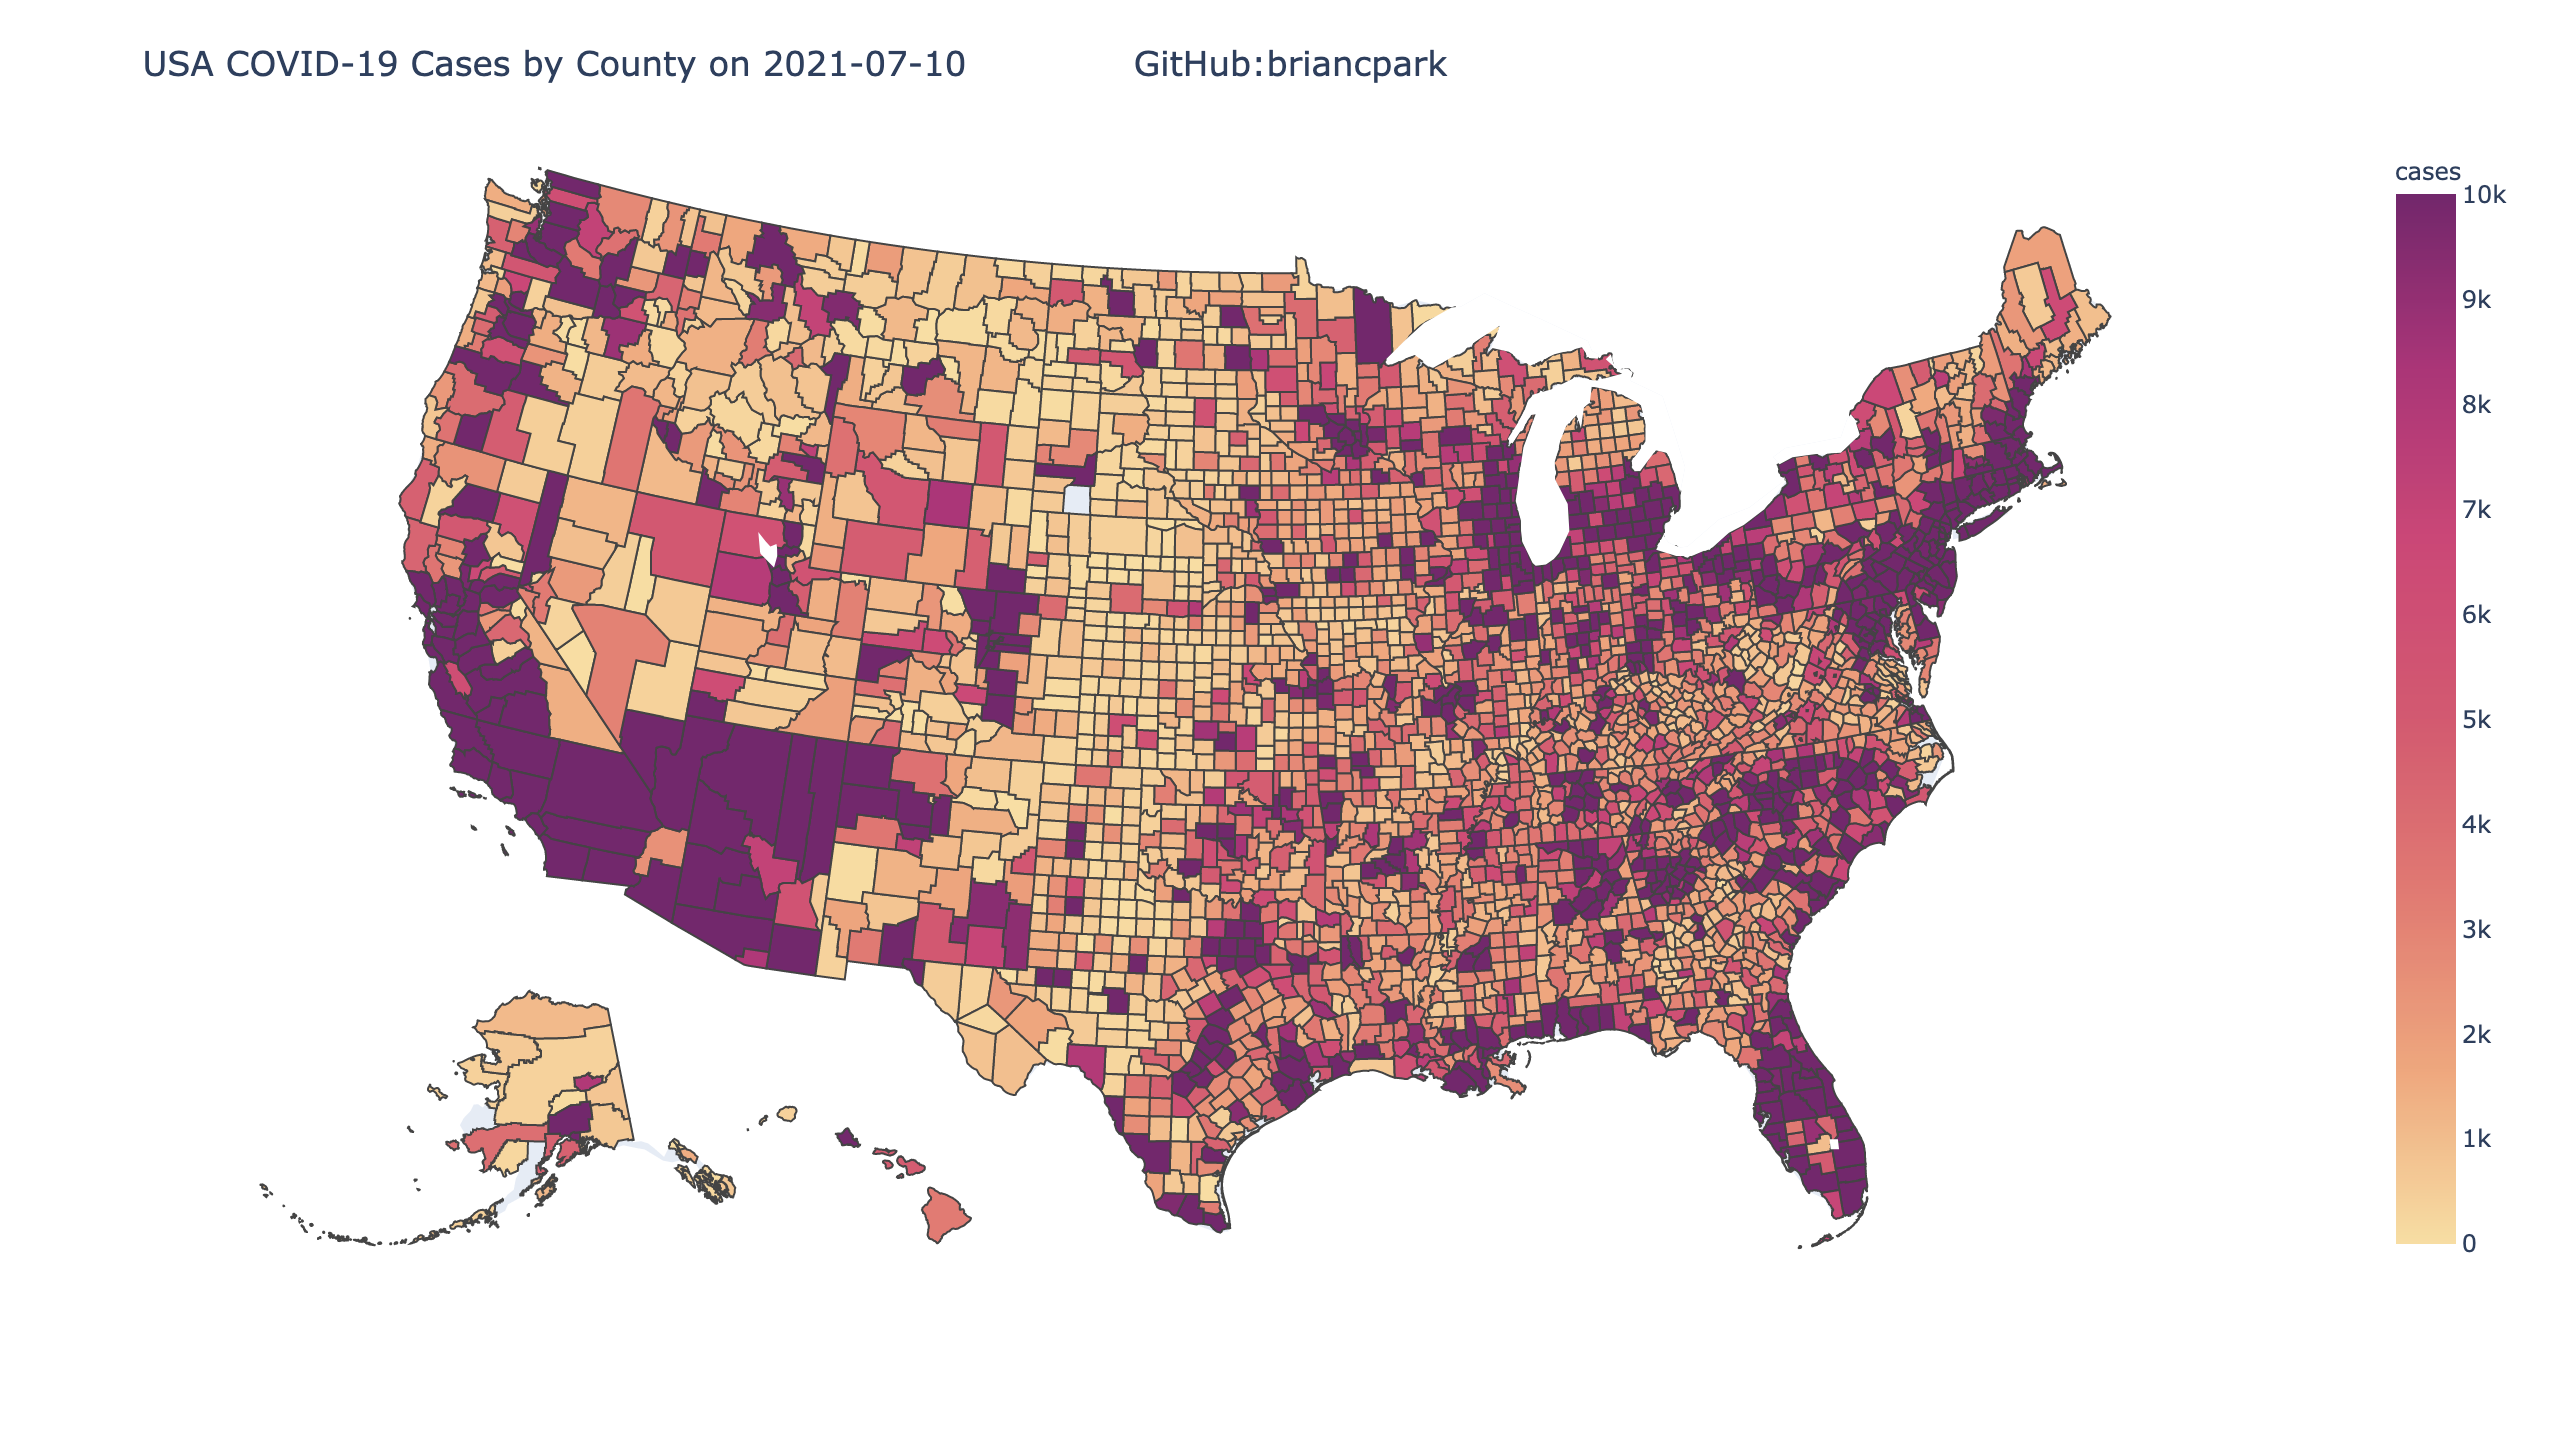 USA COVID-19 Cases by County on 2021-07-10 GitHub:briancpark
cases
10k
9k
8k
7k
6k
5k
4k
3k
2k
1k
0